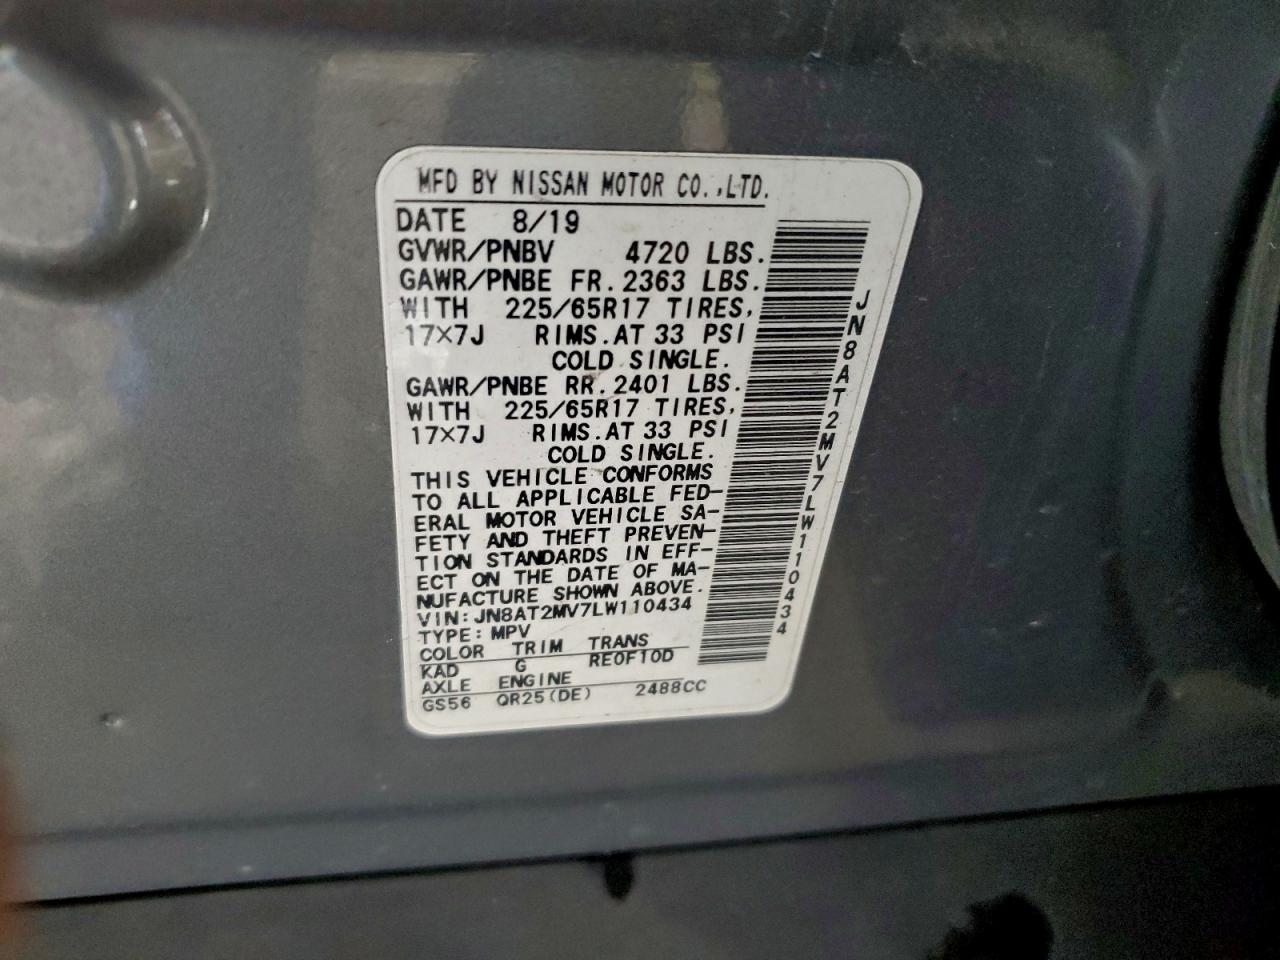 MFD BY NISSAN MOTOR CO.,LTD.
DATE 8/19
GVWR/PNBV 4720 LBS.
GAWR/PNBE FR. 2363 LBS.
WITH 225/65R17 TIRES,
17×7J RIMS. AT 33 PSI
COLD SINGLE.
GAWR/PNBE RR. 2401 LBS.
WITH 225/65R17 TIRES,
17×7J RIMS. AT 33 PSI
COLD SINGLE.
THIS VEHICLE CONFORMS
TO ALL APPLICABLE FED-
ERAL MOTOR VEHICLE SA-
FETY AND THEFT PREVEN-
TION STANDARDS IN EFF-
ECT ON THE DATE OF MA-
NUFACTURE SHOWN ABOVE.
VIN: JN8AT2MV7LW110434
TYPE: MPV
COLOR TRIM TRANS
KAD G RE0F10D
AXLE ENGINE
GS56 QR25(DE) 2488CC
JN8AT2MV7LW110434